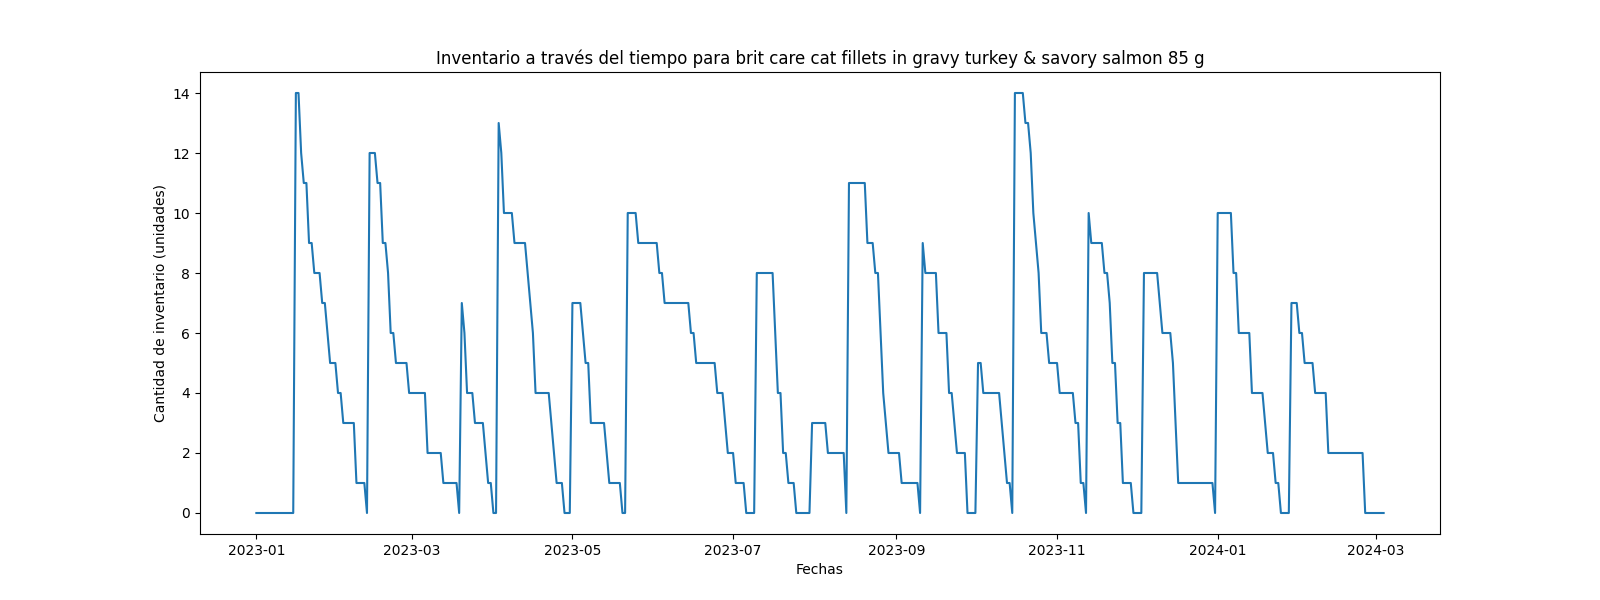 Inventario a través del tiempo para brit care cat fillets in gravy turkey & savory salmon 85 g
Cantidad de inventario (unidades)
14
12
10
8
6
4
2
0
2023-01 2023-03 2023-05 2023-07 2023-09 2023-11 2024-01 2024-03
Fechas